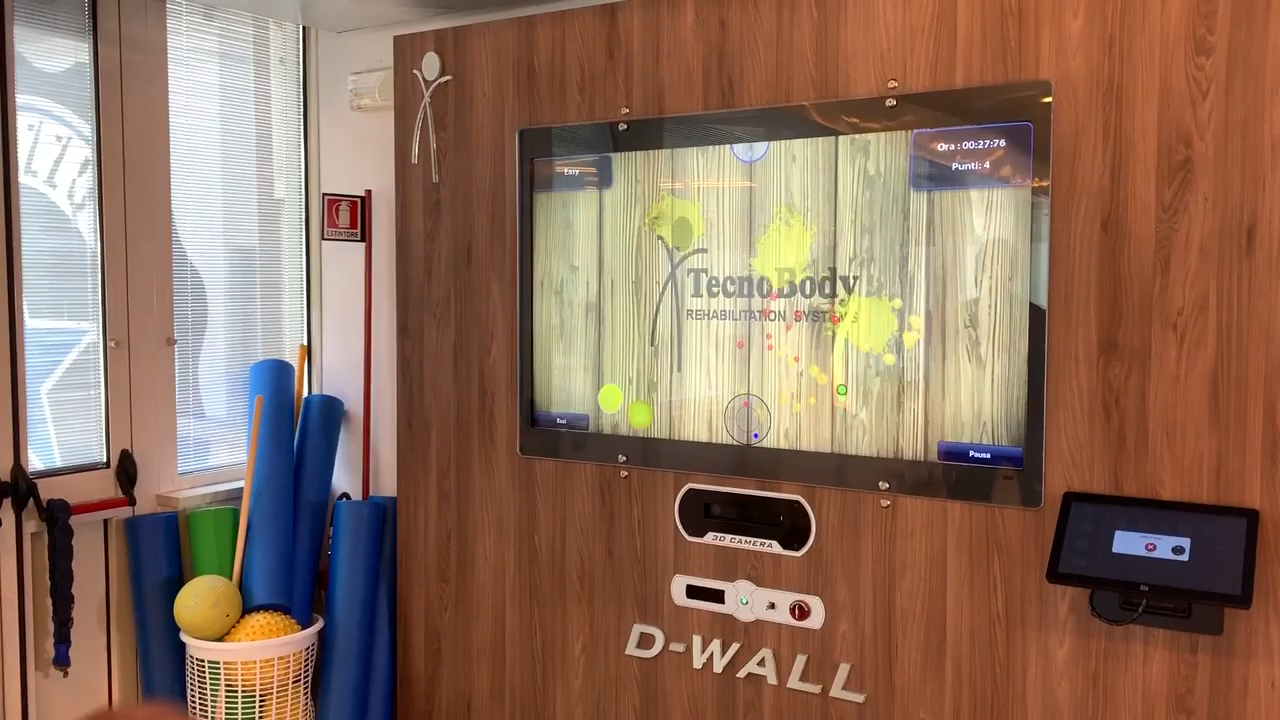 ESTINTORE
Easy
Ora : 00:27:76
Punti: 4
TecnoBody
REHABILITATION SYSTEMS
Esci
Pausa
3D CAMERA
D-WALL